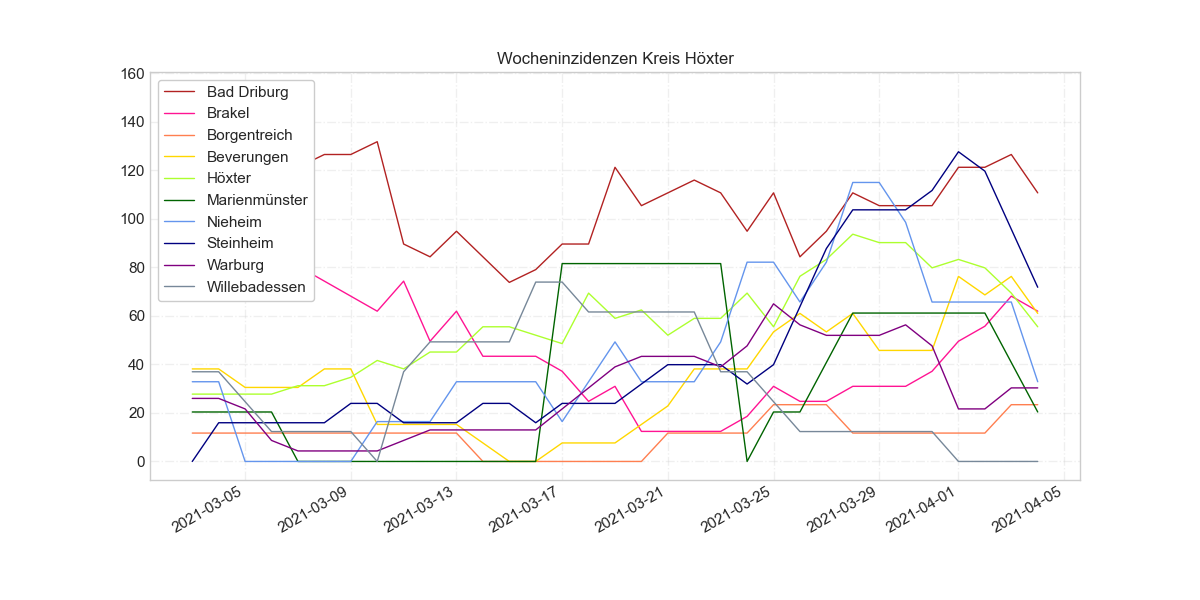 Wocheninzidenzen Kreis Höxter
160
140
120
100
80
60
40
20
0
Bad Driburg
Brakel
Borgentreich
Beverungen
Höxter
Marienmünster
Nieheim
Steinheim
Warburg
Willebadessen
2021-03-05
2021-03-09
2021-03-13
2021-03-17
2021-03-21
2021-03-25
2021-03-29
2021-04-01
2021-04-05